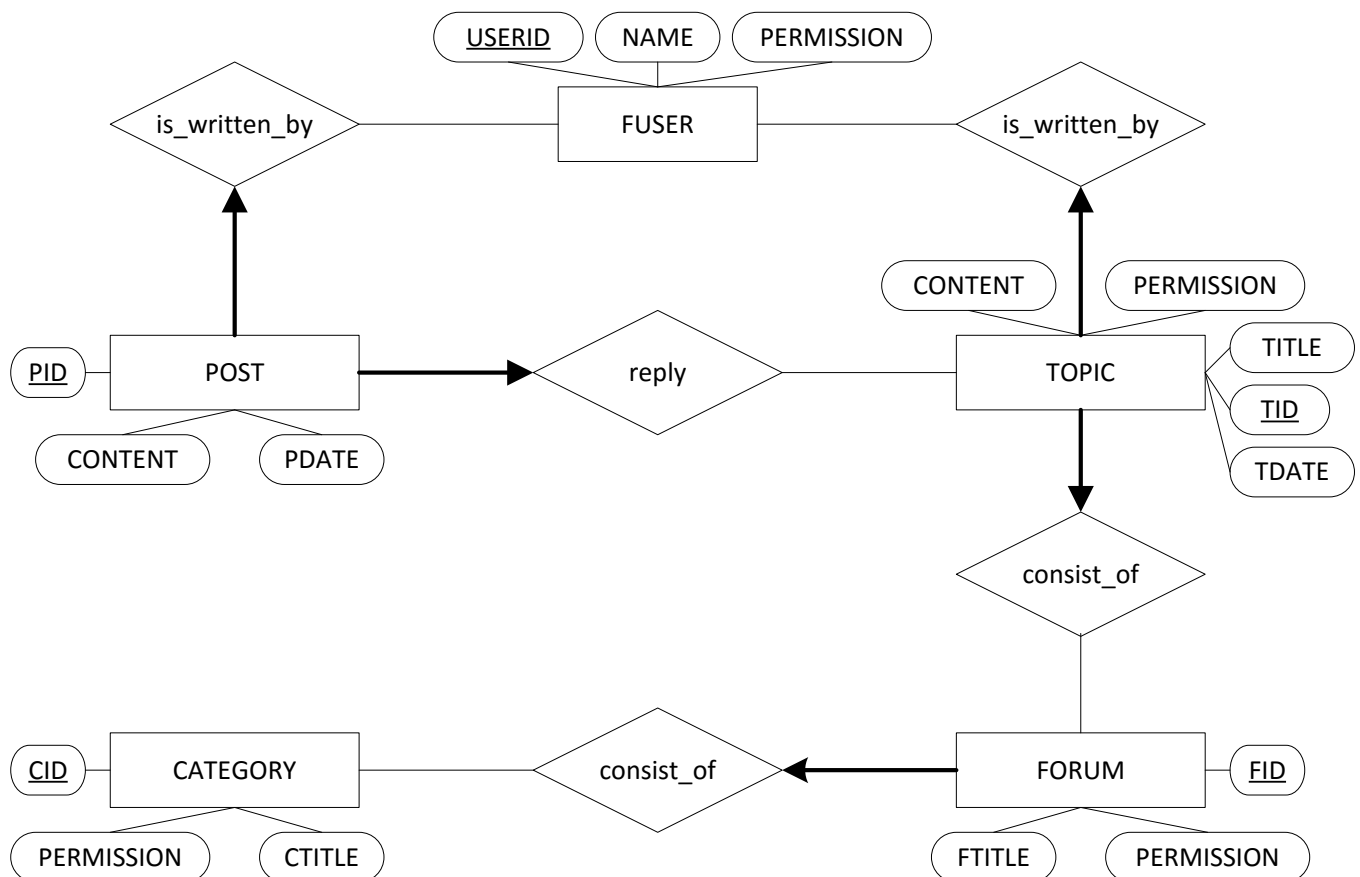 USERID
NAME
PERMISSION
is_written_by
FUSER
is_written_by
CONTENT
PERMISSION
PID
POST
reply
TOPIC
TITLE
TID
TDATE
CONTENT
PDATE
consist_of
CID
CATEGORY
consist_of
FORUM
FID
PERMISSION
CTITLE
FTITLE
PERMISSION